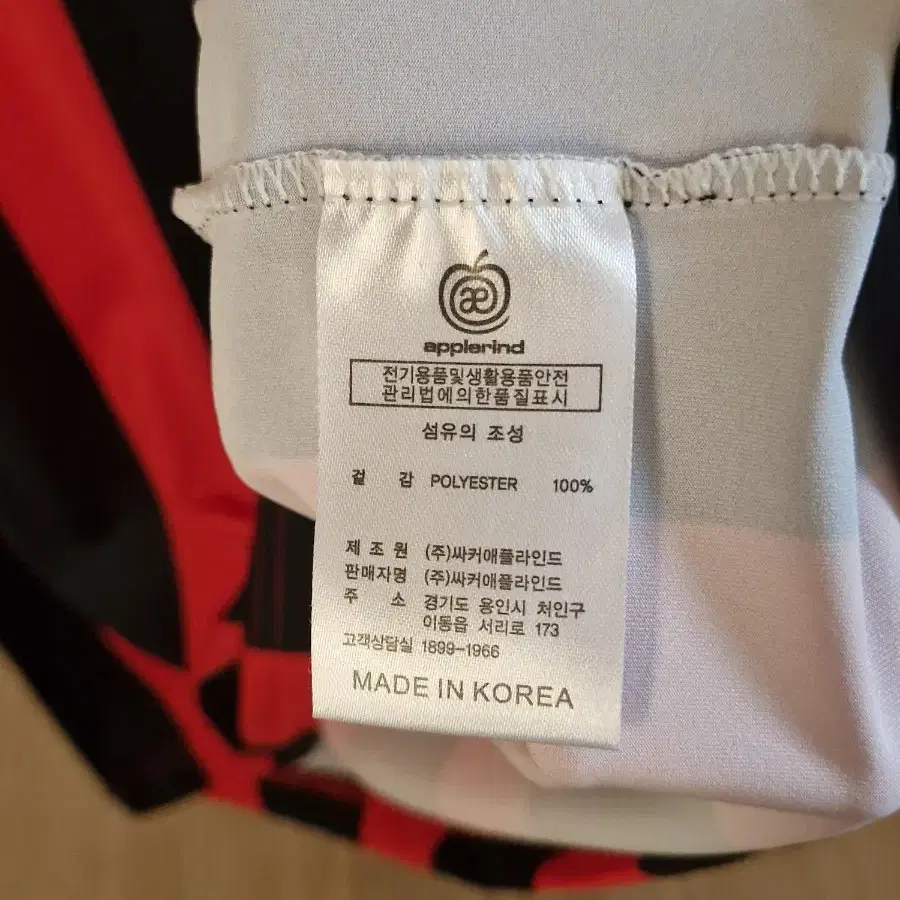 æ
applerind
전기용품및생활용품안전
관리법에의한품질표시
섬유의 조성
겉 감 POLYESTER 100%
제 조 원 (주)싸커애플라인드
판매자명 (주)싸커애플라인드
주 소 경기도 용인시 처인구
이동읍 서리로 173
고객상담실 1899-1966
MADE IN KOREA